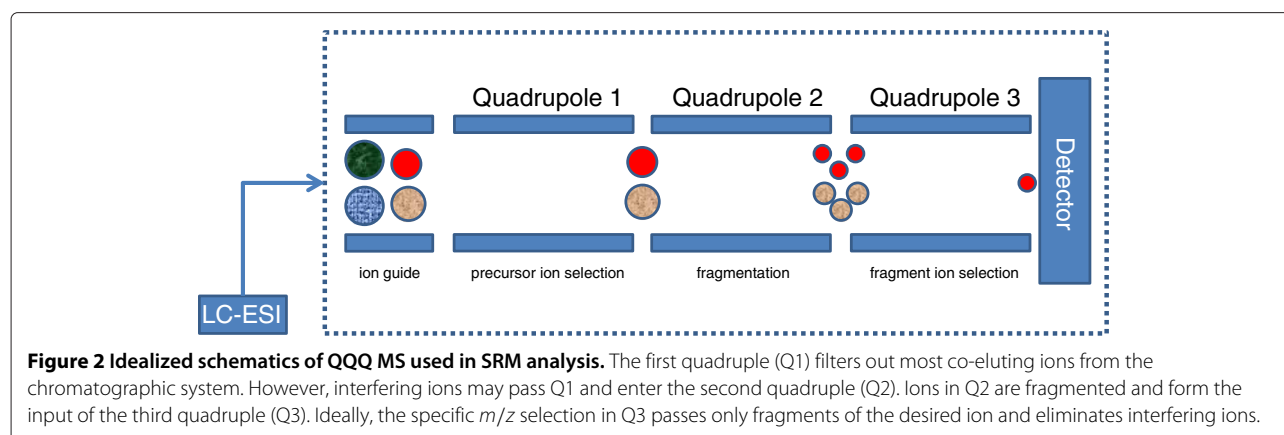 Quadrupole 1 Quadrupole 2 Quadrupole 3
Detector
ion guide precursor ion selection fragmentation fragment ion selection
LC-ESI
Figure 2 Idealized schematics of QQQ MS used in SRM analysis. The first quadruple (Q1) filters out most co-eluting ions from the
chromatographic system. However, interfering ions may pass Q1 and enter the second quadruple (Q2). Ions in Q2 are fragmented and form the
input of the third quadruple (Q3). Ideally, the specific m/z selection in Q3 passes only fragments of the desired ion and eliminates interfering ions.